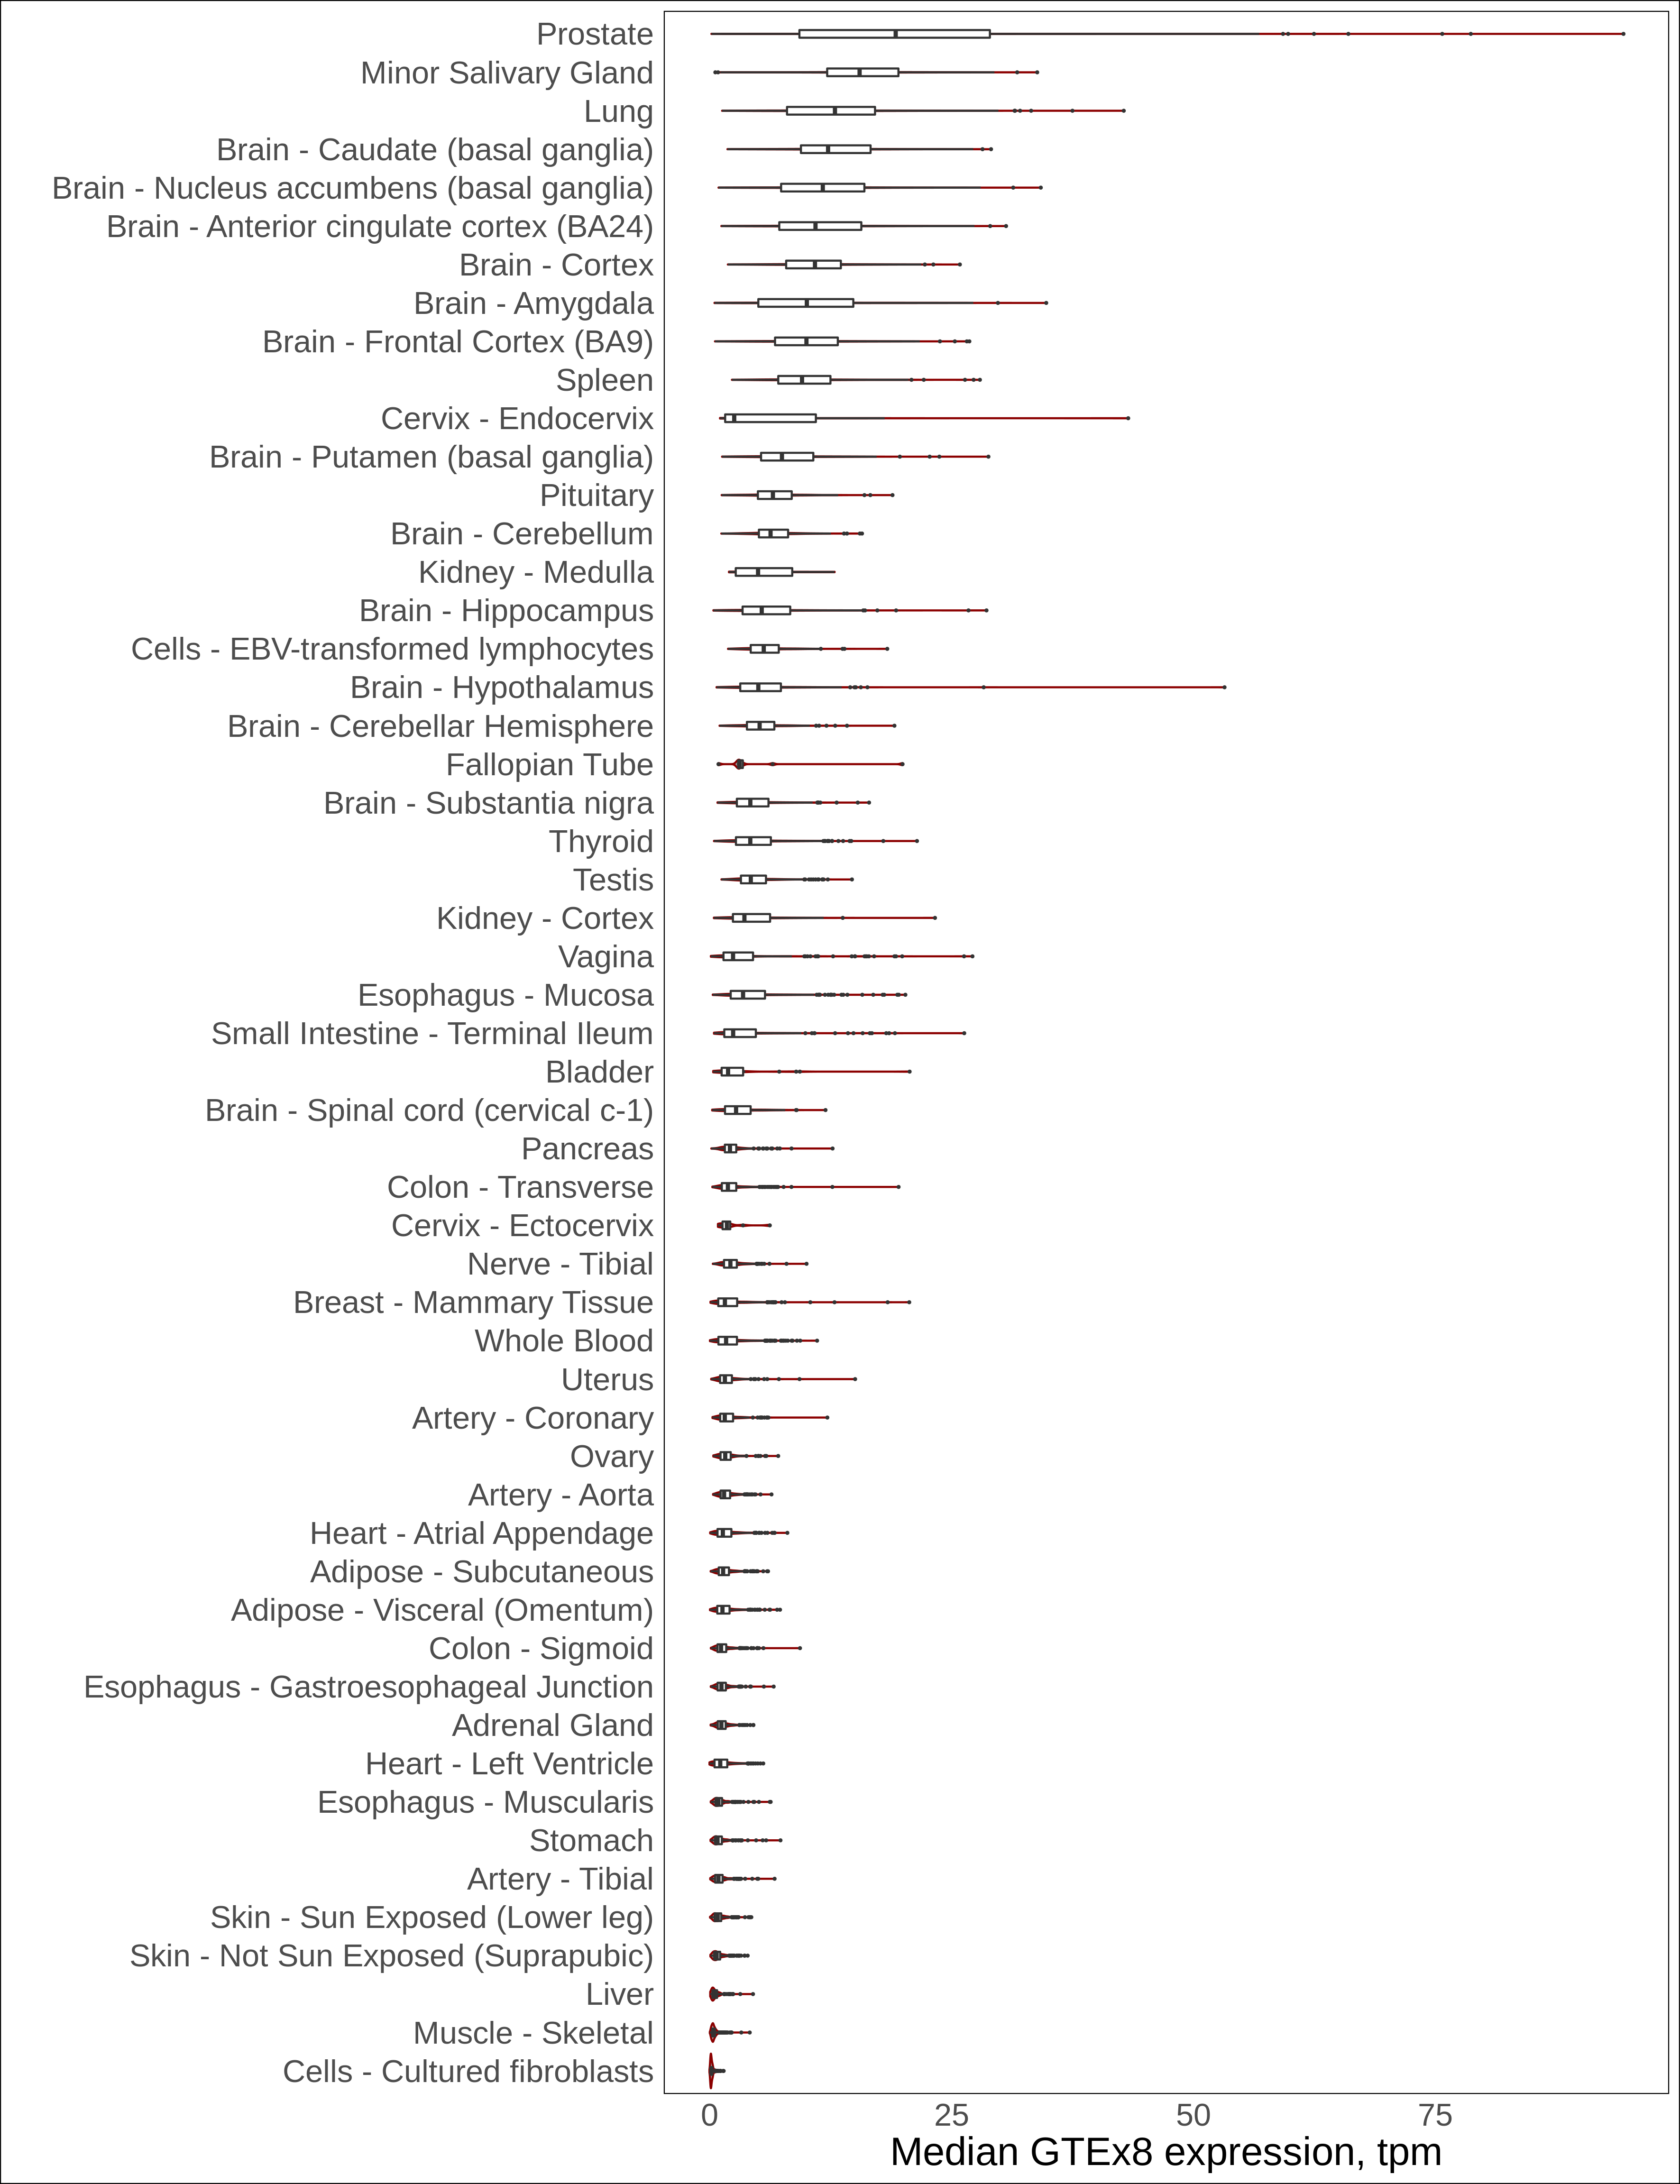 Prostate
Minor Salivary Gland
Lung
Brain - Caudate (basal ganglia)
Brain - Nucleus accumbens (basal ganglia)
Brain - Anterior cingulate cortex (BA24)
Brain - Cortex
Brain - Amygdala
Brain - Frontal Cortex (BA9)
Spleen
Cervix - Endocervix
Brain - Putamen (basal ganglia)
Pituitary
Brain - Cerebellum
Kidney - Medulla
Brain - Hippocampus
Cells - EBV-transformed lymphocytes
Brain - Hypothalamus
Brain - Cerebellar Hemisphere
Fallopian Tube
Brain - Substantia nigra
Thyroid
Testis
Kidney - Cortex
Vagina
Esophagus - Mucosa
Small Intestine - Terminal Ileum
Bladder
Brain - Spinal cord (cervical c-1)
Pancreas
Colon - Transverse
Cervix - Ectocervix
Nerve - Tibial
Breast - Mammary Tissue
Whole Blood
Uterus
Artery - Coronary
Ovary
Artery - Aorta
Heart - Atrial Appendage
Adipose - Subcutaneous
Adipose - Visceral (Omentum)
Colon - Sigmoid
Esophagus - Gastroesophageal Junction
Adrenal Gland
Heart - Left Ventricle
Esophagus - Muscularis
Stomach
Artery - Tibial
Skin - Sun Exposed (Lower leg)
Skin - Not Sun Exposed (Suprapubic)
Liver
Muscle - Skeletal
Cells - Cultured fibroblasts
0 25 50 75
Median GTEx8 expression, tpm